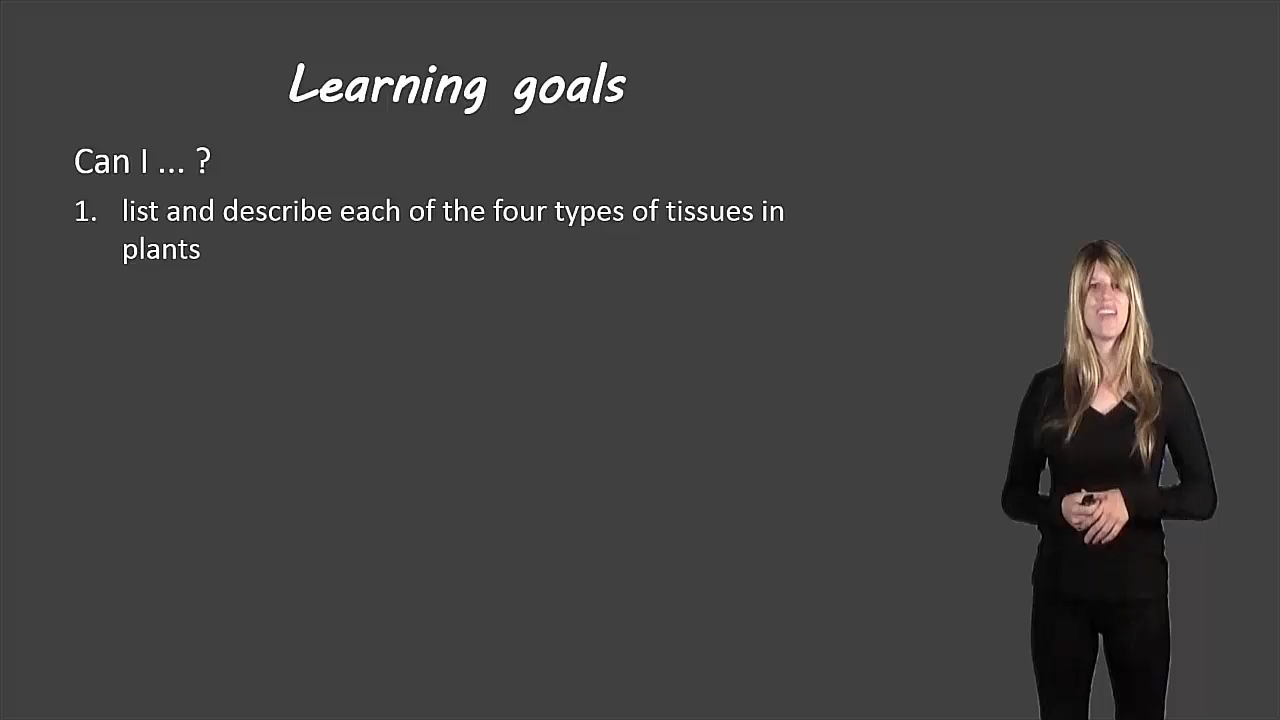 Learning goals
Can I ... ?
1. list and describe each of the four types of tissues in
plants